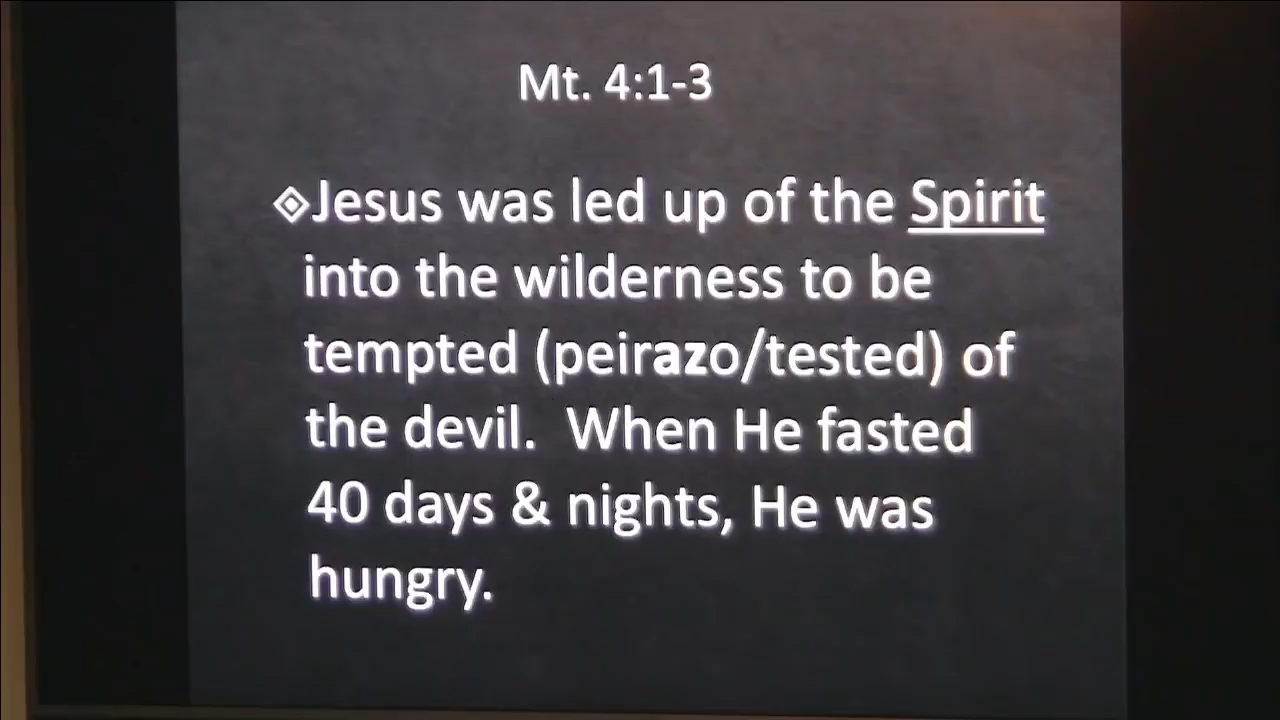 Mt. 4:1-3
Jesus was led up of the Spirit
into the wilderness to be
tempted (peirazo/tested) of
the devil.  When He fasted
40 days & nights, He was
hungry.